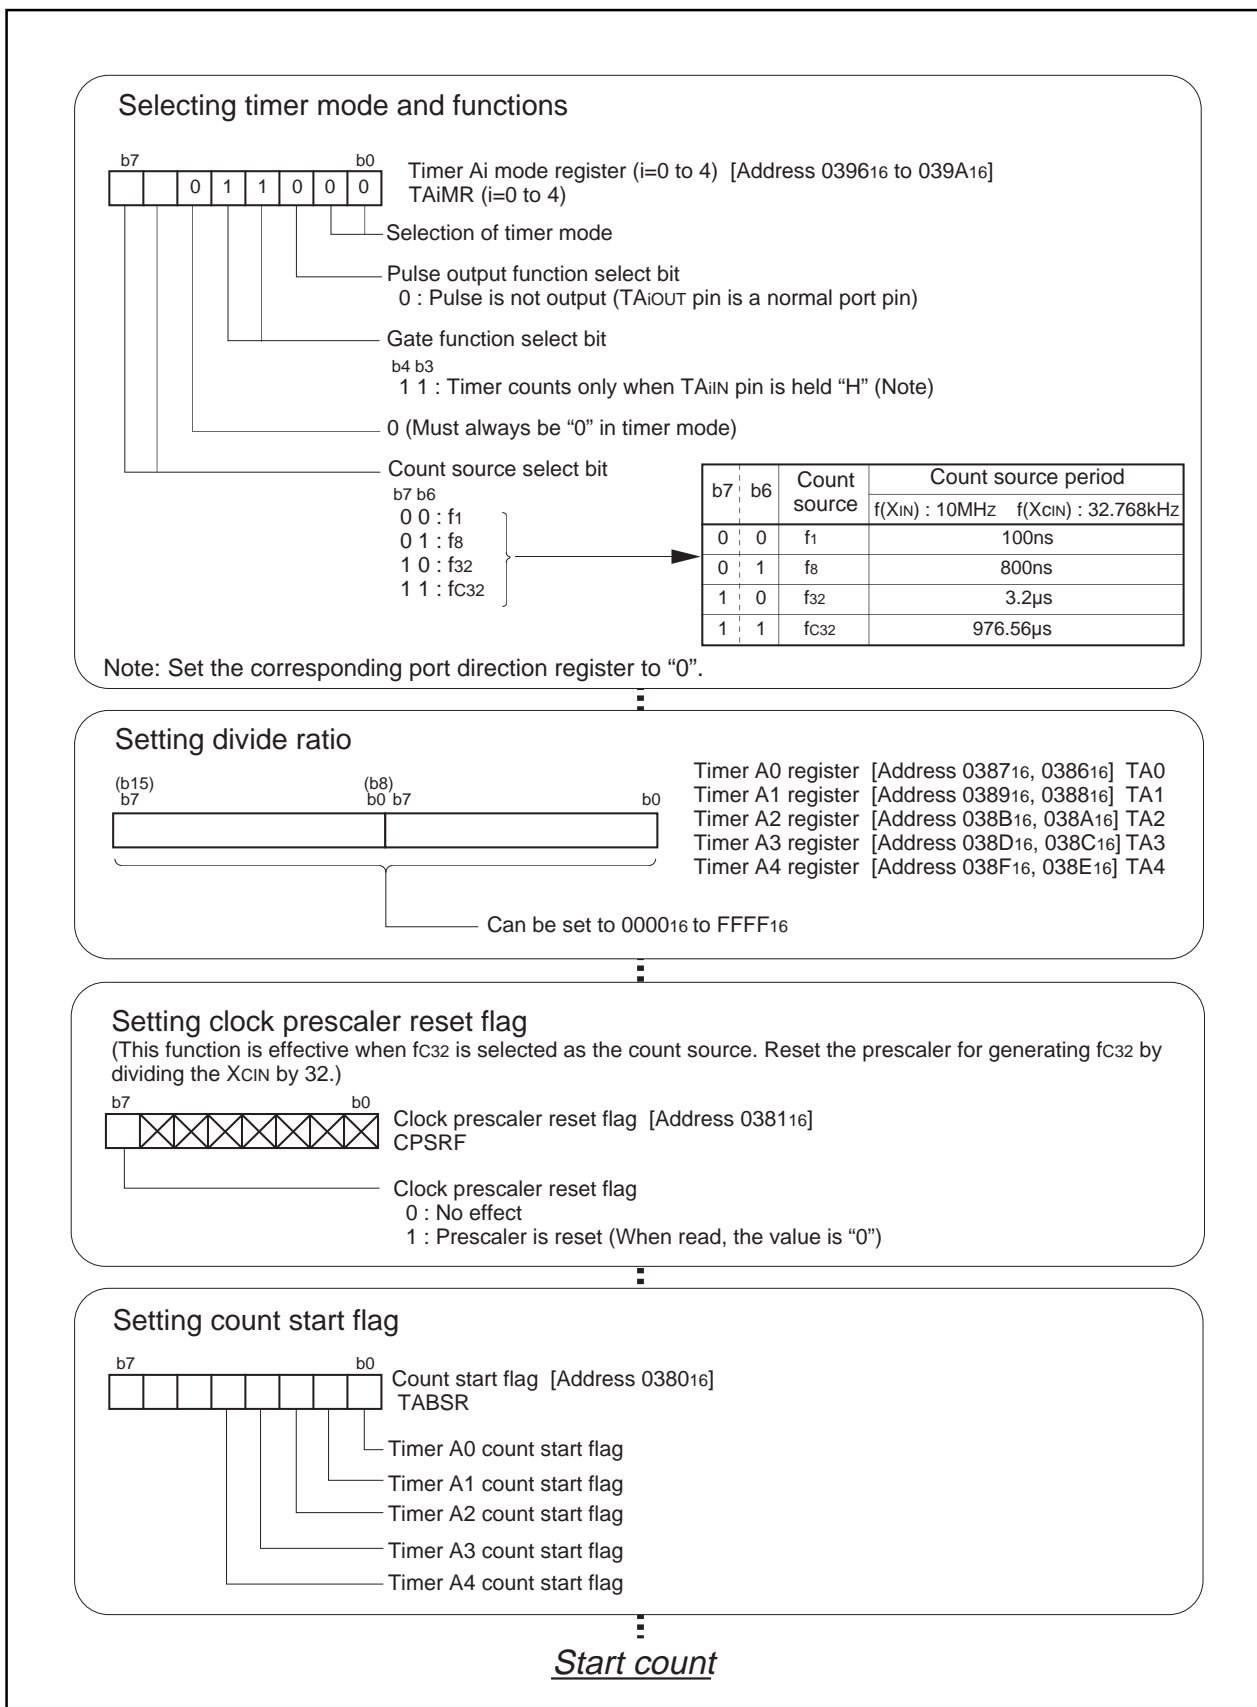 Selecting timer mode and functions
b7 b0
0 1 1 0 0 0
Timer Ai mode register (i=0 to 4) [Address 039616 to 039A16]
TAiMR (i=0 to 4)
Selection of timer mode
Pulse output function select bit
0 : Pulse is not output (TAiOUT pin is a normal port pin)
Gate function select bit
b4 b3
1 1 : Timer counts only when TAiIN pin is held “H” (Note)
0 (Must always be “0” in timer mode)
Count source select bit
b7 b6
0 0 : f1
0 1 : f8
1 0 : f32
1 1 : fC32
b7 b6 Count source Count source period
f(XIN) : 10MHz f(XCIN) : 32.768kHz
0 0 f1 100ns
0 1 f8 800ns
1 0 f32 3.2µs
1 1 fC32 976.56µs
Note: Set the corresponding port direction register to “0”.
Setting divide ratio
(b15) (b8)
b7 b0 b7 b0
Timer A0 register [Address 038716, 038616] TA0
Timer A1 register [Address 038916, 038816] TA1
Timer A2 register [Address 038B16, 038A16] TA2
Timer A3 register [Address 038D16, 038C16] TA3
Timer A4 register [Address 038F16, 038E16] TA4
Can be set to 000016 to FFFF16
Setting clock prescaler reset flag
(This function is effective when fC32 is selected as the count source. Reset the prescaler for generating fC32 by
dividing the XCIN by 32.)
b7 b0
Clock prescaler reset flag [Address 038116]
CPSRF
Clock prescaler reset flag
0 : No effect
1 : Prescaler is reset (When read, the value is “0”)
Setting count start flag
b7 b0
Count start flag [Address 038016]
TABSR
Timer A0 count start flag
Timer A1 count start flag
Timer A2 count start flag
Timer A3 count start flag
Timer A4 count start flag
Start count